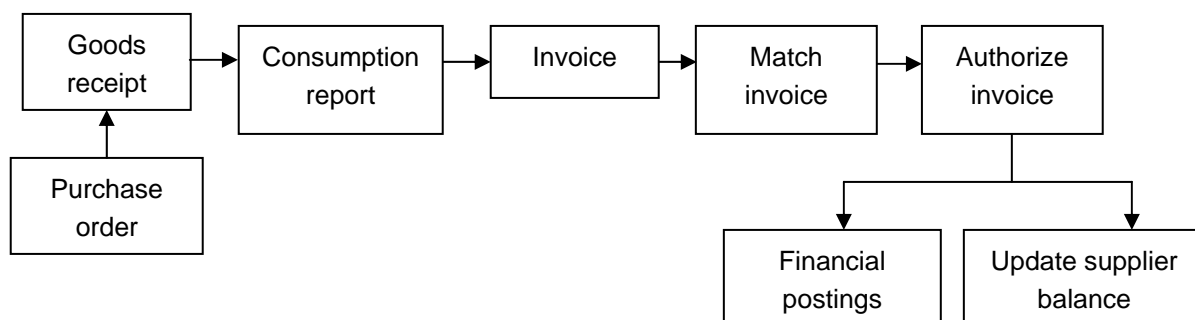 Goods
receipt
Consumption
report
Invoice
Match
invoice
Authorize
invoice
Purchase
order
Financial
postings
Update supplier
balance